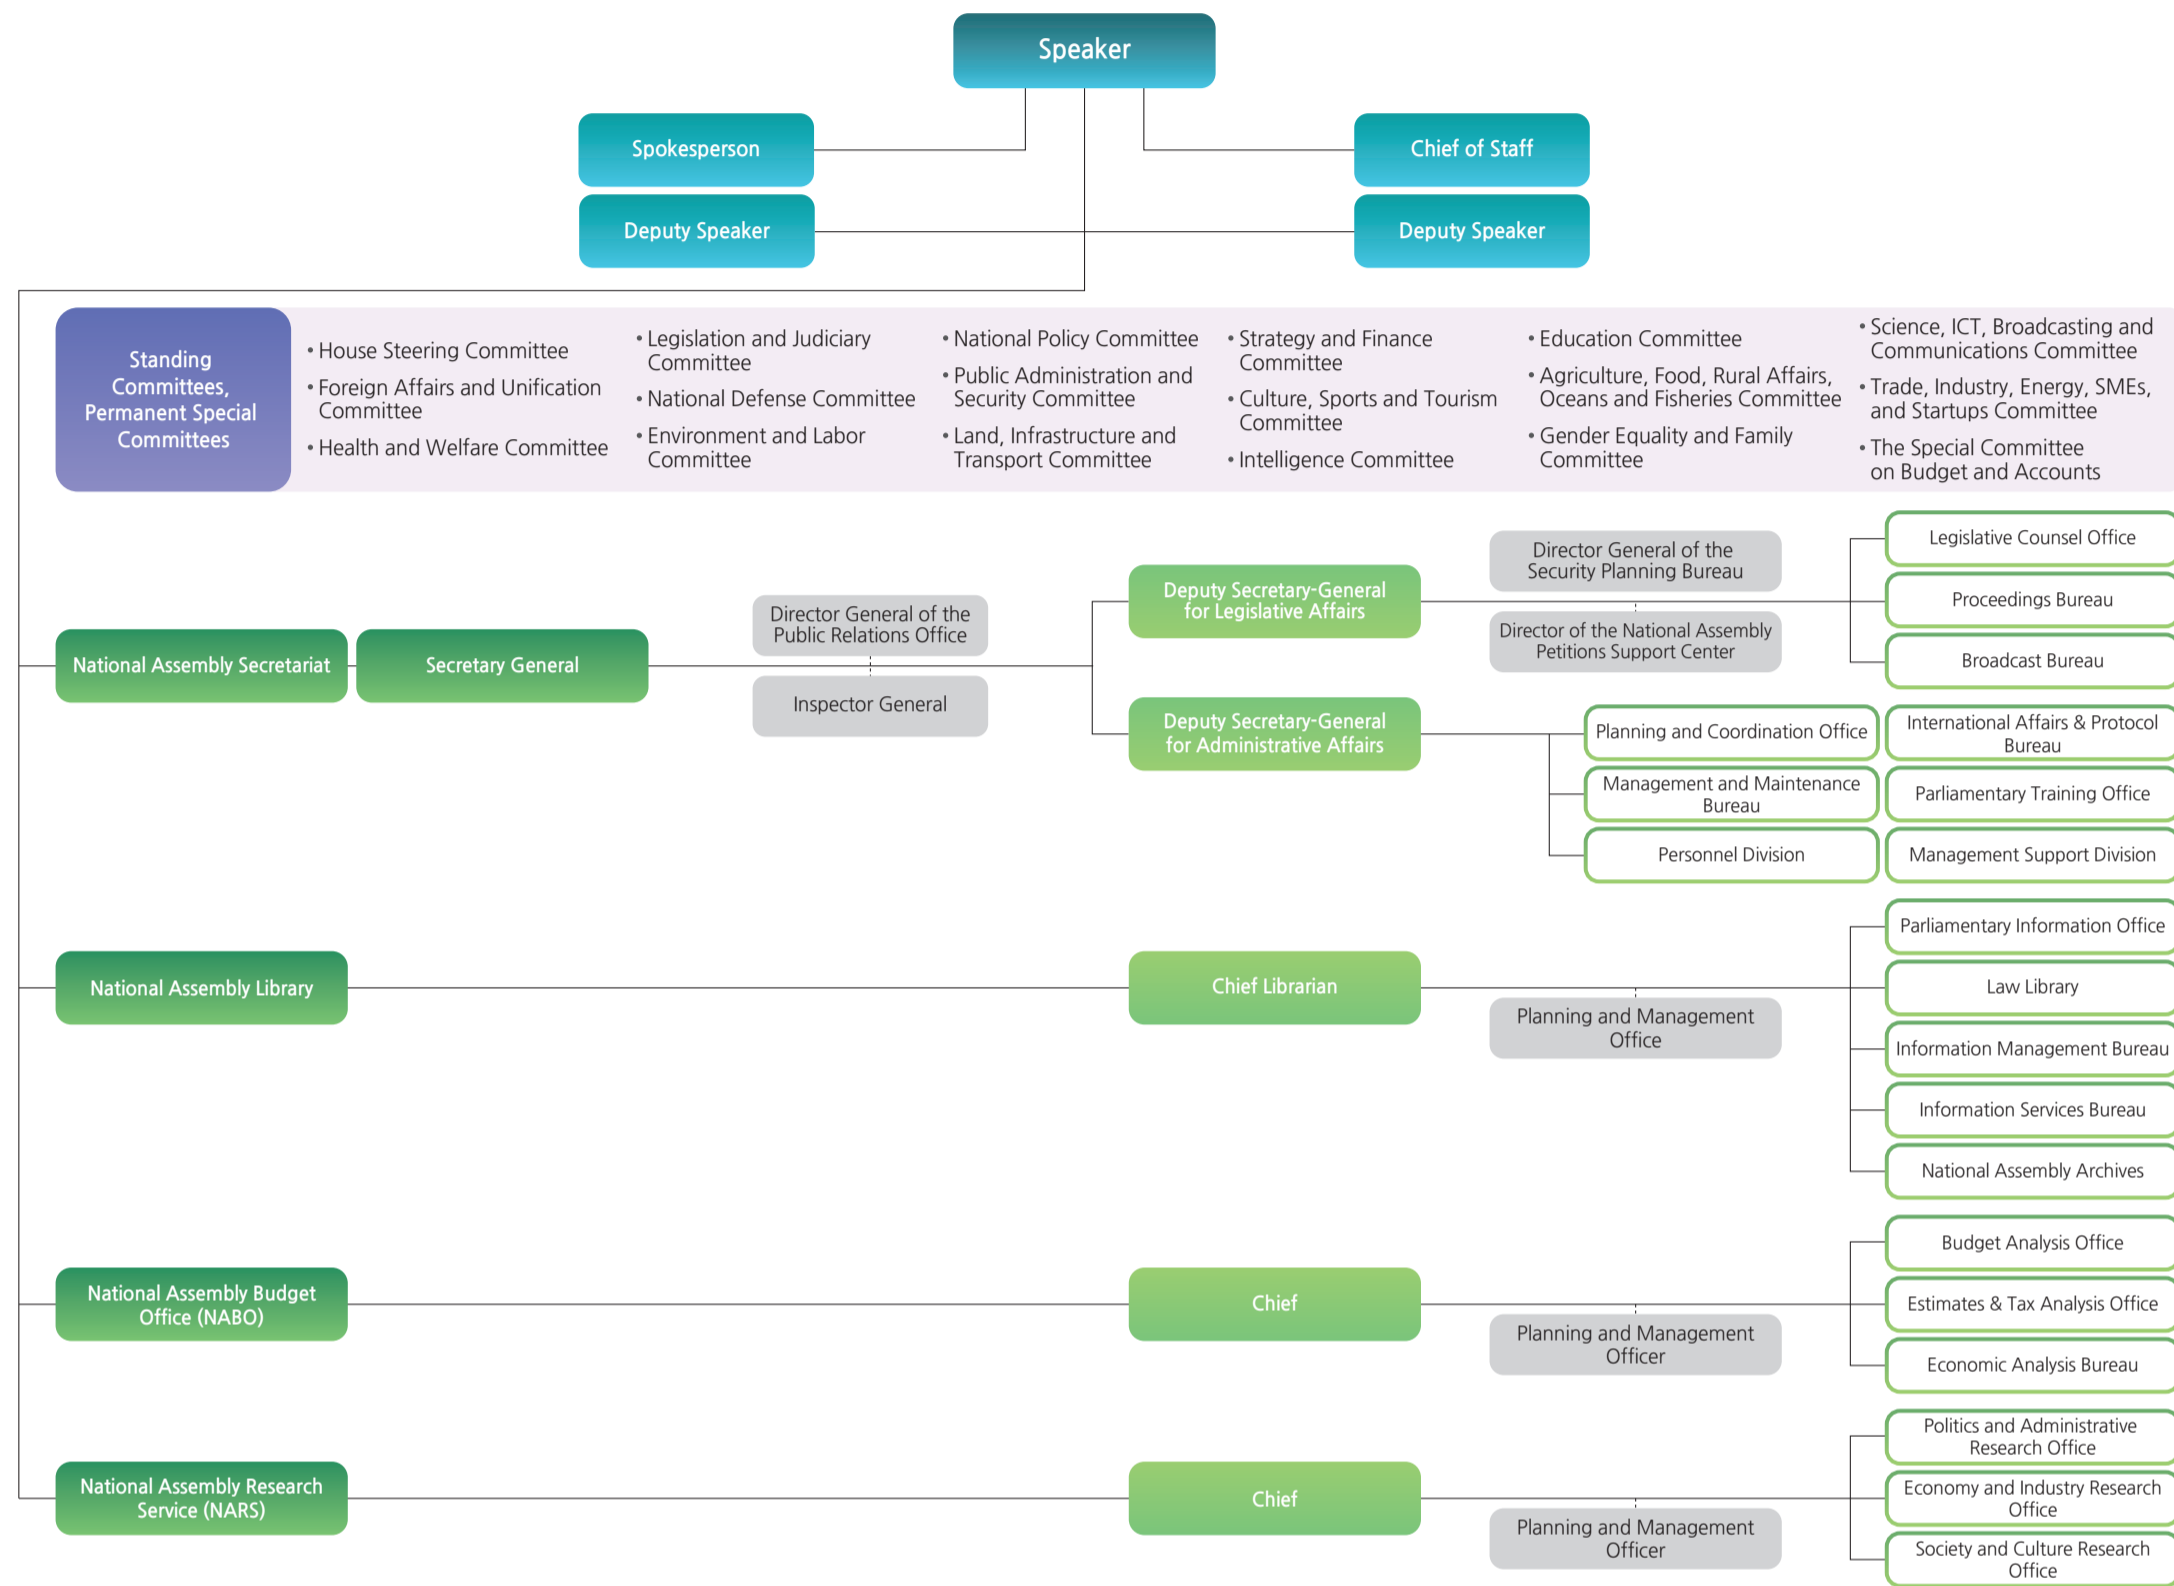 Speaker
Spokesperson
Chief of Staff
Deputy Speaker
Deputy Speaker
Standing
Committees,
Permanent Special
Committees
• House Steering Committee
• Foreign Affairs and Unification
Committee
• Health and Welfare Committee
• Legislation and Judiciary
Committee
• National Defense Committee
• Environment and Labor
Committee
• National Policy Committee
• Public Administration and
Security Committee
• Land, Infrastructure and
Transport Committee
• Strategy and Finance
Committee
• Culture, Sports and Tourism
Committee
• Intelligence Committee
• Education Committee
• Agriculture, Food, Rural Affairs,
Oceans and Fisheries Committee
• Gender Equality and Family
Committee
• Science, ICT, Broadcasting and
Communications Committee
• Trade, Industry, Energy, SMEs,
and Startups Committee
• The Special Committee
on Budget and Accounts
National Assembly Secretariat
Secretary General
Director General of the
Public Relations Office
Inspector General
Deputy Secretary-General
for Legislative Affairs
Director General of the
Security Planning Bureau
Director of the National Assembly
Petitions Support Center
Legislative Counsel Office
Proceedings Bureau
Broadcast Bureau
Deputy Secretary-General
for Administrative Affairs
Planning and Coordination Office
International Affairs & Protocol
Bureau
Management and Maintenance
Bureau
Parliamentary Training Office
Personnel Division
Management Support Division
National Assembly Library
Chief Librarian
Planning and Management
Office
Parliamentary Information Office
Law Library
Information Management Bureau
Information Services Bureau
National Assembly Archives
National Assembly Budget
Office (NABO)
Chief
Planning and Management
Officer
Budget Analysis Office
Estimates & Tax Analysis Office
Economic Analysis Bureau
National Assembly Research
Service (NARS)
Chief
Planning and Management
Officer
Politics and Administrative
Research Office
Economy and Industry Research
Office
Society and Culture Research
Office